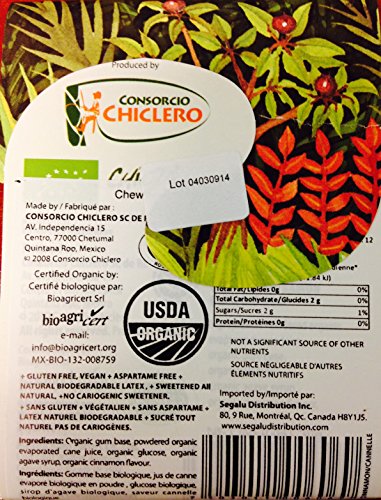 Produced by
CONSORCIO
CHICLERO
Chew
Lot 04030914
Made by / Fabriqué par :
CONSORCIO CHICLERO SC DE
AV. Independencia 15
Centro, 77000 Chetumal
Quintana Roo, Mexico
© 2008 Consorcio Chiclero
Certified Organic by:
Certifié biologique par:
Bioagricert Srl
bioagricert
e-mail:
info@bioagricert.org
MX-BIO-132-008759
USDA
ORGANIC
12
Total Fat/Lipides 0g 0%
Total Carbohydrate/Glucides 2 g 0%
Sugars/Sucres 2 g 1%
Protein/Protéines 0g 0%
NOT A SIGNIFICANT SOURCE OF OTHER
NUTRIENTS
SOURCE NÉGLIGEABLE D'AUTRES
ÉLEMENTS NUTRITIFS
+ GLUTEN FREE, VEGAN + ASPARTAME FREE +
NATURAL BIODEGRADABLE LATEX, + SWEETENED All
NATURAL, + NO CARIOGENIC SWEETENER.
+ SANS GLUTEN + VÉGÉTALIEN + SANS ASPARTAME +
LATEX NATUREL BIODEGRADABLE + SUCRÉ TOUT
NATUREL PAS DE CARIOGÈNES.
Imported by/Importé par:
Segalu Distribution Inc.
80, 9 Rue, Montréal, Qc. Canada H8Y1J5.
www.segaludistribution.com
Ingredients: Organic gum base, powdered organic
evaporated cane juice, organic glucose, organic
agave syrup, organic cinnamon flavour.
Ingrédients: Gomme base biologique, jus de canne
évaporé biologique en poudre, glucose biologique,
sirop d'agave biologique, saveur cannelle
NAMON/CANNELLE